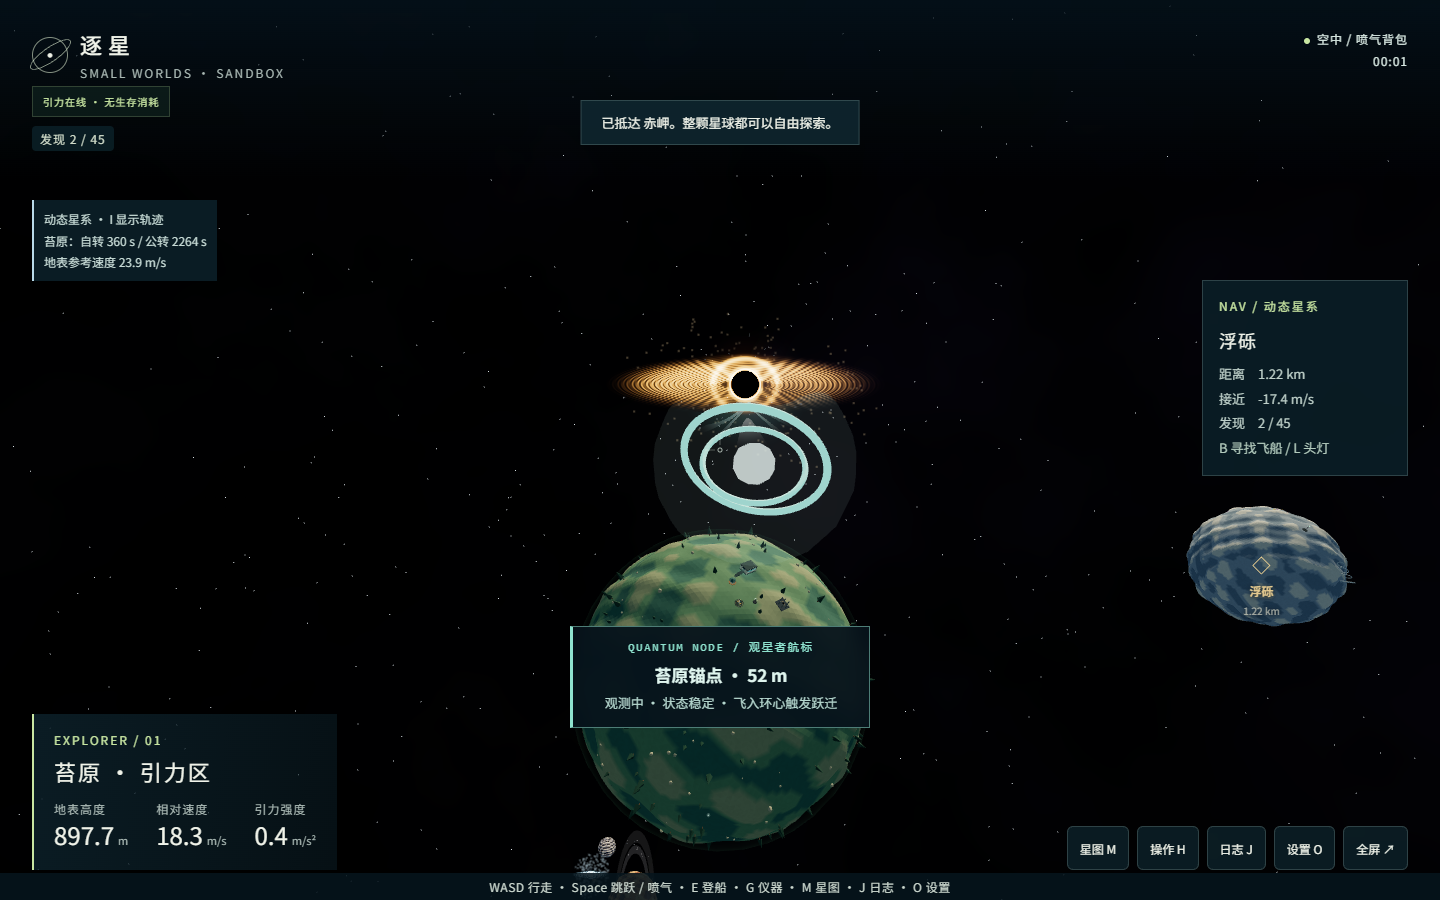 逐星
SMALL WORLDS • SANDBOX
引力在线 • 无生存消耗
发现 2 / 45
空中 / 喷气背包
00:01
已抵达 赤岬。整颗星球都可以自由探索。
动态星系 • I 显示轨迹
苔原：自转 360 s / 公转 2264 s
地表参考速度 23.9 m/s
NAV / 动态星系
浮砾
距离 1.22 km
接近 -17.4 m/s
发现 2 / 45
B 寻找飞船 / L 头灯
浮砾
1.22 km
QUANTUM NODE / 观星者航标
苔原锚点 • 52 m
观测中 • 状态稳定 • 飞入环心触发跃迁
EXPLORER / 01
苔原 • 引力区
地表高度 相对速度 引力强度
897.7 m 18.3 m/s 0.4 m/s²
星图 M 操作 H 日志 J 设置 O 全屏 ↗
WASD 行走 • Space 跳跃 / 喷气 • E 登船 • G 仪器 • M 星图 • J 日志 • O 设置